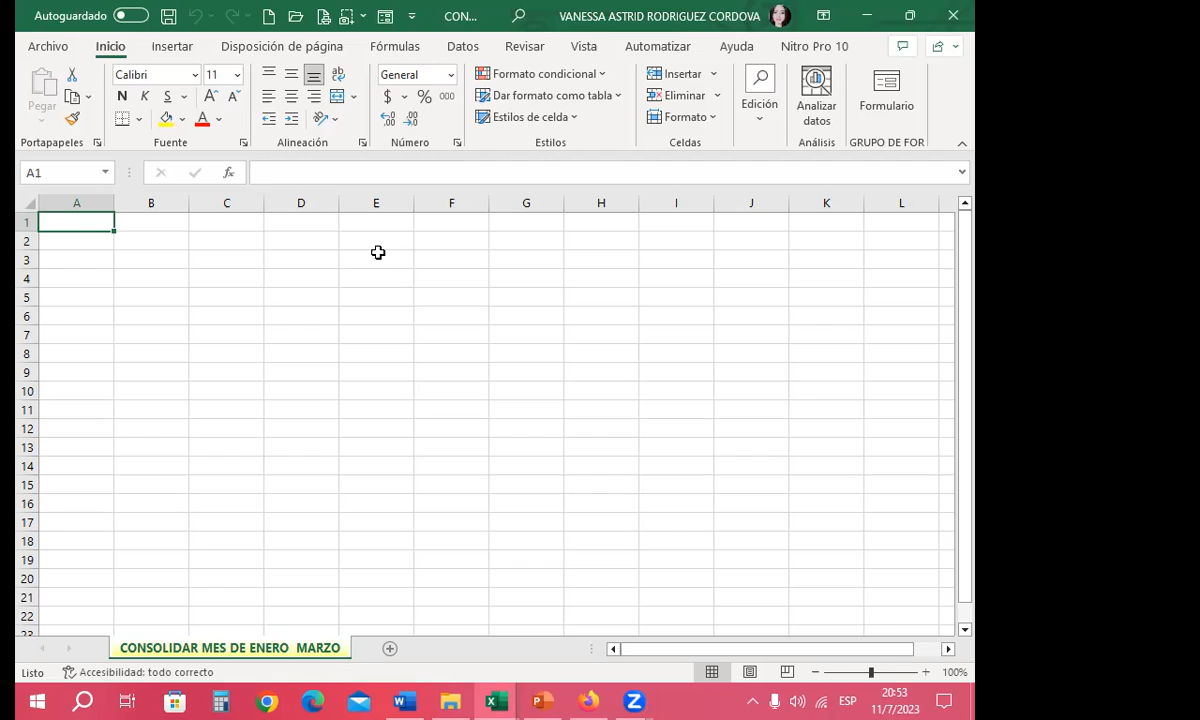 Autoguardado CON... VANESSA ASTRID RODRIGUEZ CORDOVA
Archivo Inicio Insertar Disposición de página Fórmulas Datos Revisar Vista Automatizar Ayuda Nitro Pro 10
Pegar
Portapapeles
Calibri 11
N K S A A
A
Fuente
ab
Alineación
General
$ % 000
Número
Formato condicional
Dar formato como tabla
Estilos de celda
Estilos
Insertar
Eliminar
Formato
Celdas
Edición
Analizar
datos
Análisis
Formulario
GRUPO DE FOR
A1 fx
A B C D E F G H I J K L
1
2
3
4
5
6
7
8
9
10
11
12
13
14
15
16
17
18
19
20
21
22
23
CONSOLIDAR MES DE ENERO MARZO
Listo Accesibilidad: todo correcto 100%
ESP 20:53
11/7/2023